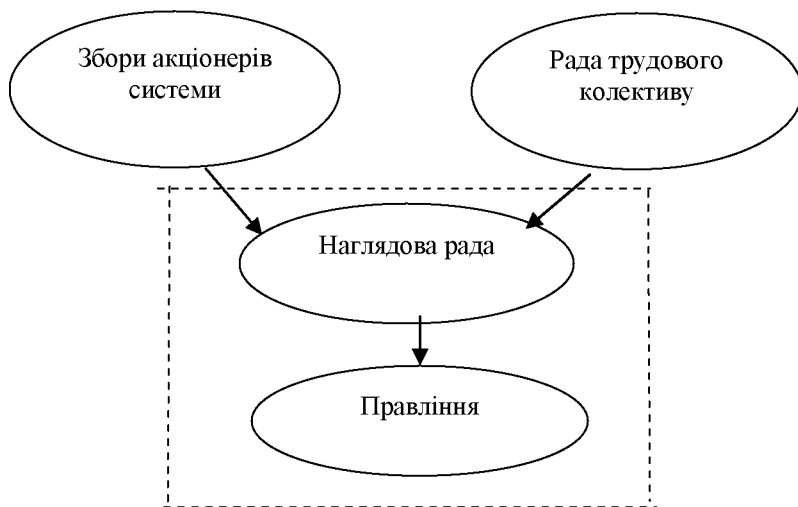 Збори акціонерів
системи
Рада трудового
колективу
Наглядова рада
Правління